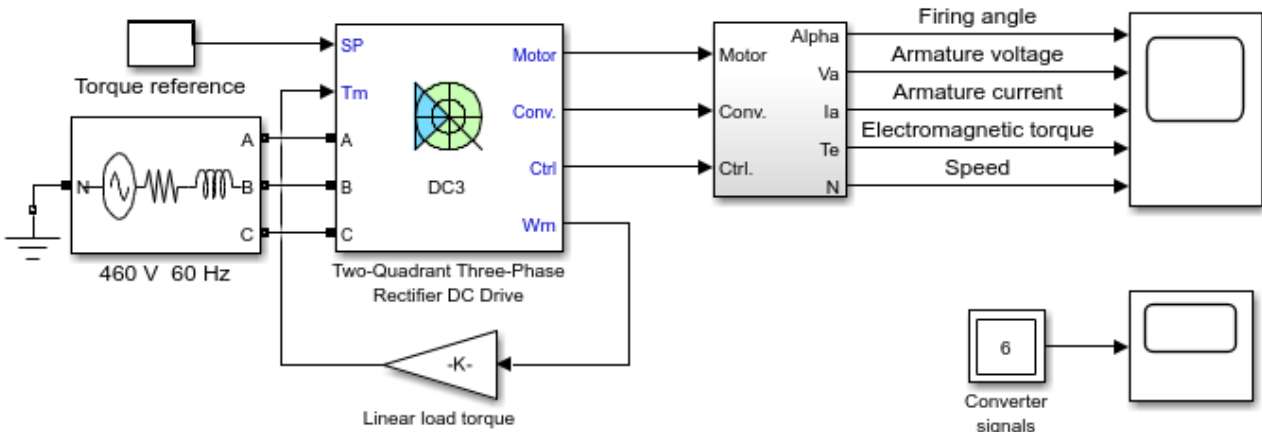 Torque reference
460 V 60 Hz
N
A
B
C
SP
Tm
A
B
C
DC3
Motor
Conv.
Ctrl
Wm
Two-Quadrant Three-Phase
Rectifier DC Drive
-K-
Linear load torque
Motor
Conv.
Ctrl.
Alpha
Va
Ia
Te
N
Firing angle
Armature voltage
Armature current
Electromagnetic torque
Speed
6
Converter
signals